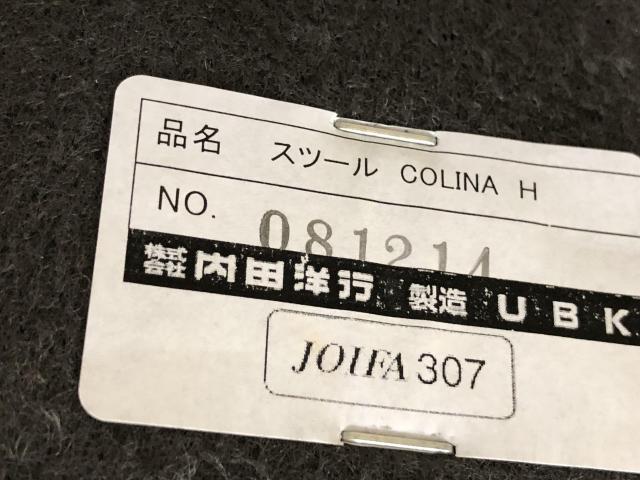 品名 スツール COLINA H
NO. 081214
株式会社 内田洋行 製造 UBK
JOIFA 307